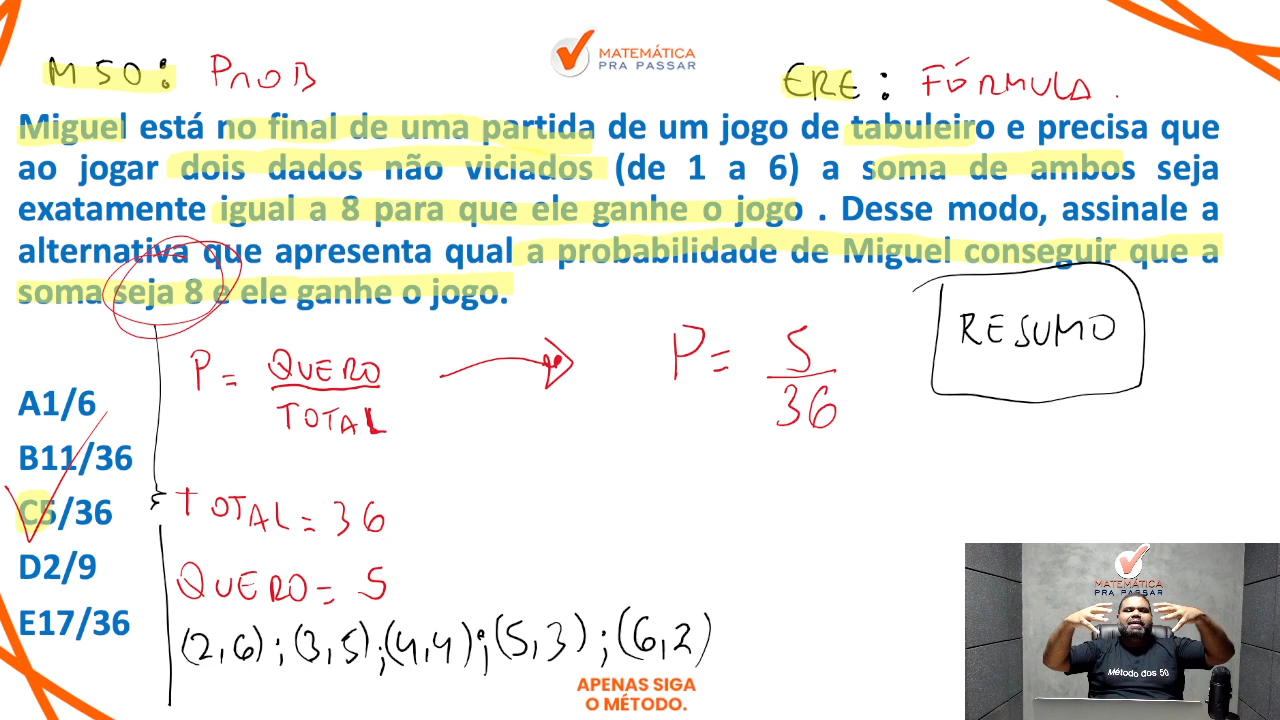 MATEMÁTICA
PRA PASSAR
M50: PROB
ERE: FÓRMULA.
Miguel está no final de uma partida de um jogo de tabuleiro e precisa que
ao jogar dois dados não viciados (de 1 a 6) a soma de ambos seja
exatamente igual a 8 para que ele ganhe o jogo . Desse modo, assinale a
alternativa que apresenta qual a probabilidade de Miguel conseguir que a
soma seja 8 e ele ganhe o jogo.
RESUMO
P = QUERO
TOTAL
P = 5
36
A1/6
B11/36
C5/36
D2/9
E17/36
TOTAL = 36
QUERO = 5
(2,6); (3,5); (4,4); (5,3); (6,2)
APENAS SIGA
O MÉTODO.
MATEMÁTICA
PRA PASSAR
Método dos 50